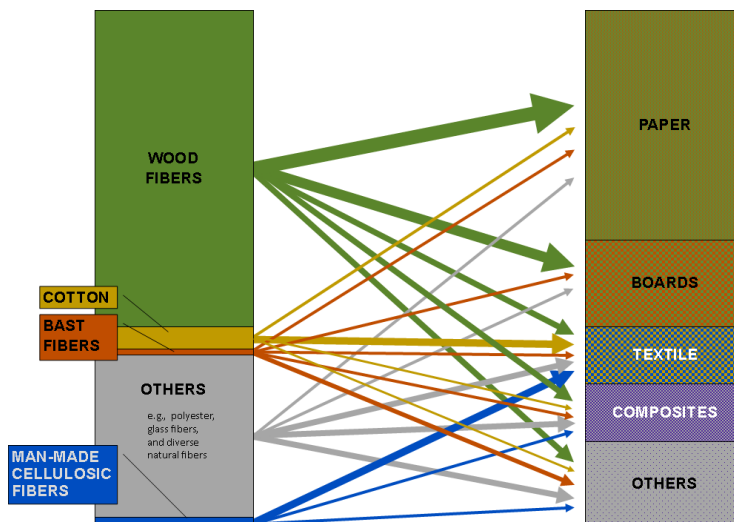 WOOD
FIBERS
COTTON
BAST
FIBERS
OTHERS
e.g., polyester,
glass fibers,
and diverse
natural fibers
MAN-MADE
CELLULOSIC
FIBERS
PAPER
BOARDS
TEXTILE
COMPOSITES
OTHERS